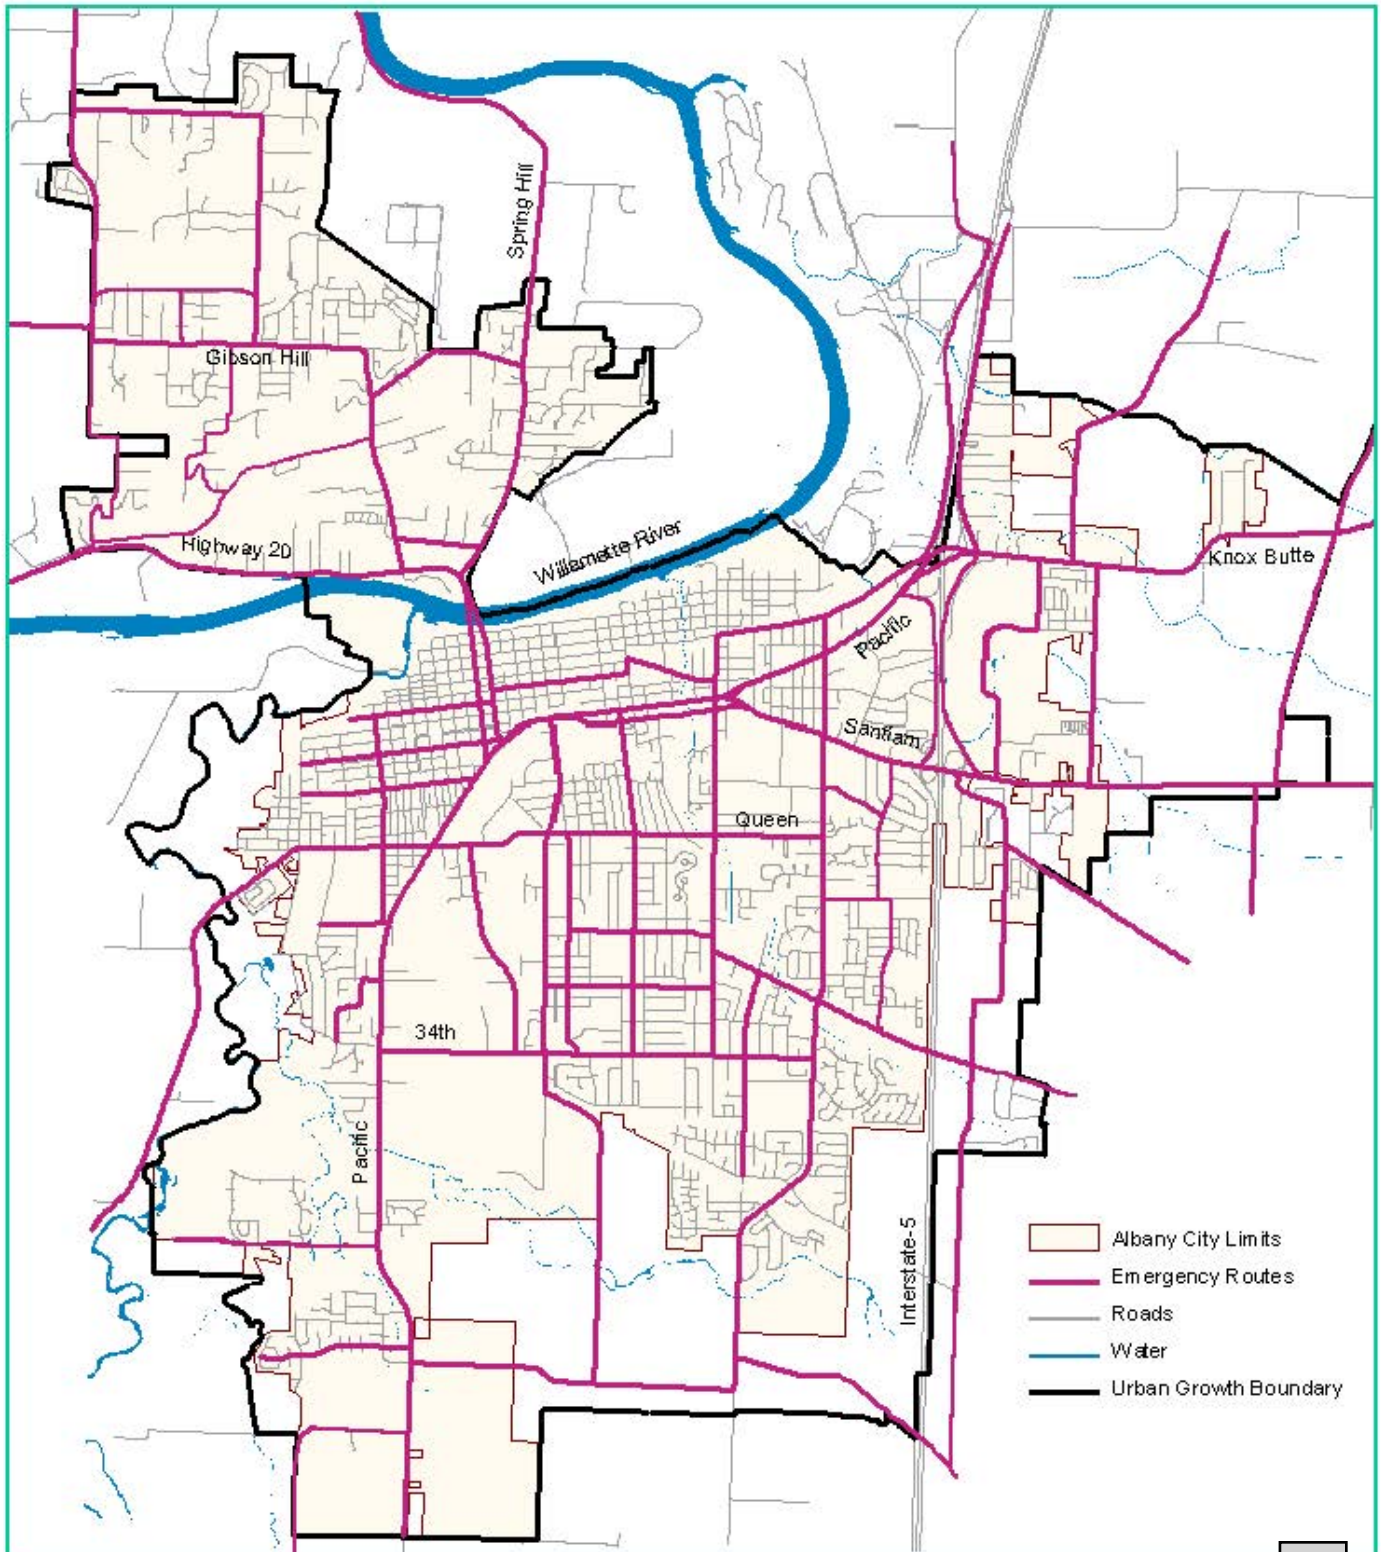 Spring Hill
Gibson Hill
Highway 20
Willamette River
Knox Butte
Pacific
Santiam
Queen
34th
Pacific
Interstate-5
Albany City Limits
Emergency Routes
Roads
Water
Urban Growth Boundary